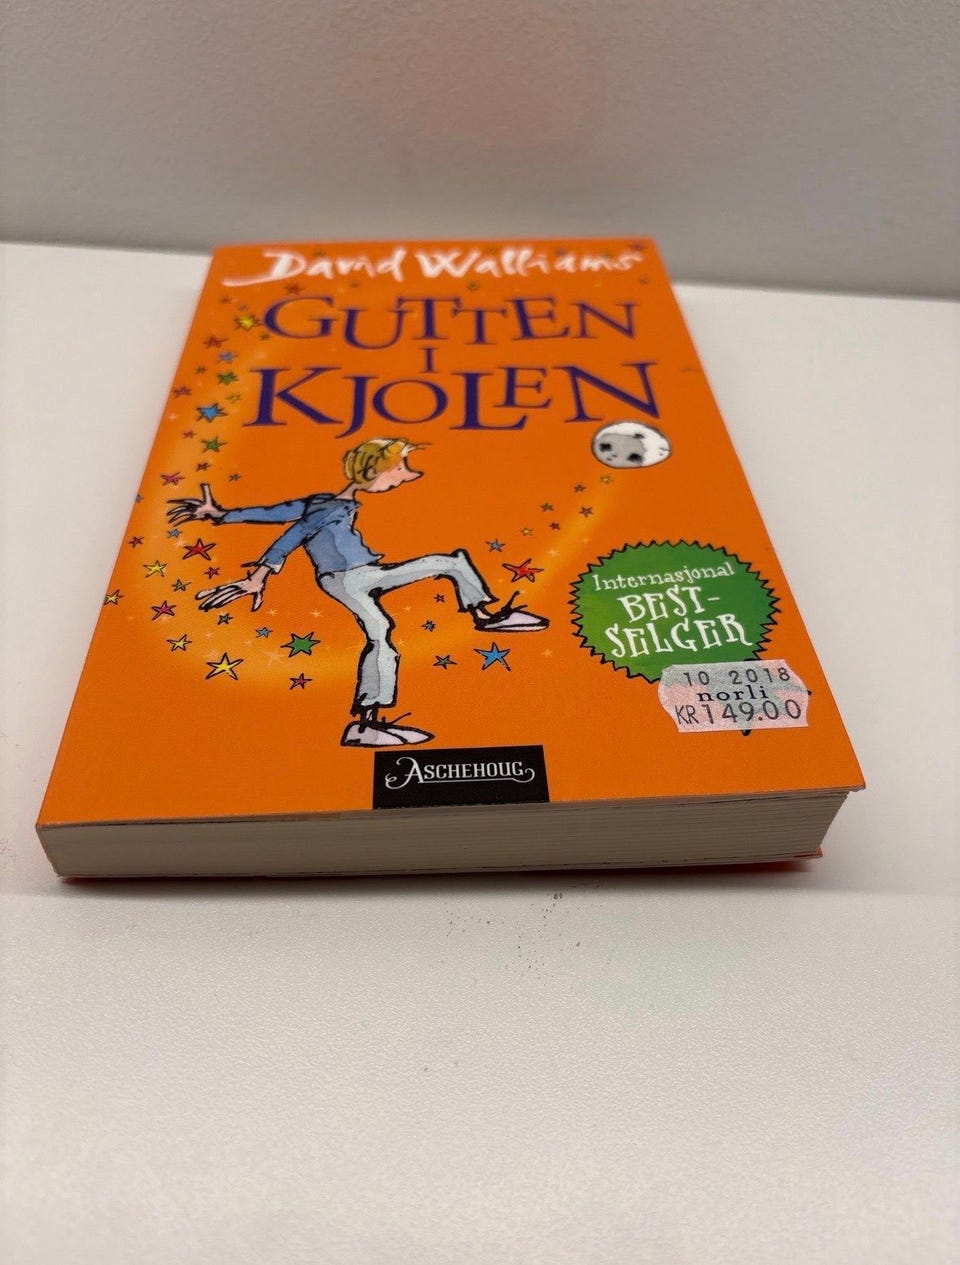 David Walliams
GUTTEN
I
KJOLEN
Internasjonal
BEST-
SELGER
10 2018
norli
KR149.00
ASCHEHOUG